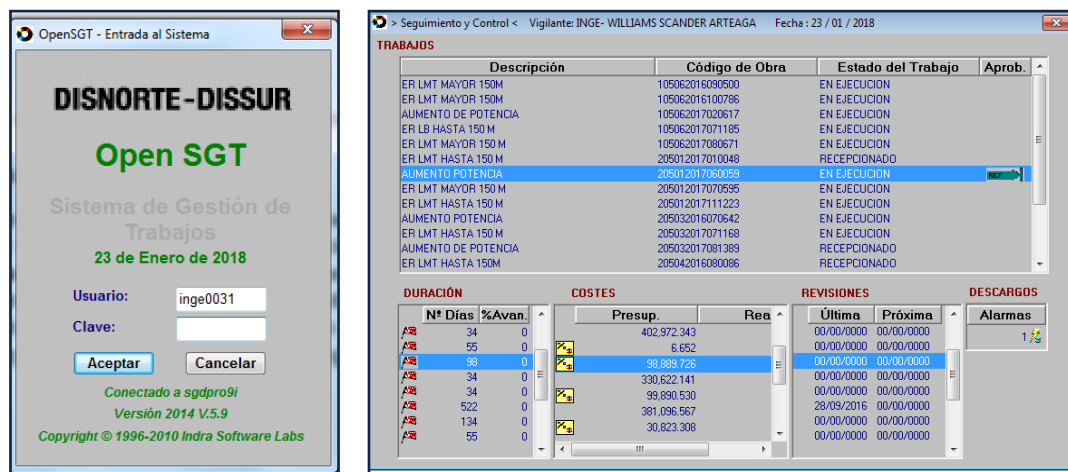 OpenSGT - Entrada al Sistema
DISNORTE-DISSUR
Open SGT
Sistema de Gestión de
Trabajos
23 de Enero de 2018
Usuario: inge0031
Clave:
Aceptar Cancelar
Conectado a sgdpro9i
Versión 2014 V.5.9
Copyright © 1996-2010 Indra Software Labs
> Seguimiento y Control < Vigilante: INGE- WILLIAMS SCANDER ARTEAGA Fecha : 23 / 01 / 2018
TRABAJOS
Descripción Código de Obra Estado del Trabajo Aprob.
ER LMT MAYOR 150M 105062016090500 EN EJECUCION
ER LMT MAYOR 150M 105062016100786 EN EJECUCION
AUMENTO DE POTENCIA 105062017020617 EN EJECUCION
ER LB HASTA 150 M 105062017071185 EN EJECUCION
ER LMT MAYOR 150 M 105062017080671 EN EJECUCION
ER LMT HASTA 150 M 205012017010048 RECEPCIONADO
AUMENTO POTENCIA 205012017060059 EN EJECUCION REF
ER LMT MAYOR 150 M 205012017070595 EN EJECUCION
ER LMT HASTA 150 M 205012017111223 EN EJECUCION
AUMENTO POTENCIA 205032016070642 EN EJECUCION
ER LMT HASTA 150 M 205032017071168 EN EJECUCION
AUMENTO DE POTENCIA 205032017081389 RECEPCIONADO
ER LMT HASTA 150M 205042016080086 RECEPCIONADO
DURACIÓN COSTES REVISIONES DESCARGOS
Nº Días %Avan. Presup. Rea Última Próxima Alarmas
34 0 402,972.343 00/00/0000 00/00/0000 1
55 0 6.652 00/00/0000 00/00/0000
98 0 98,889.726 00/00/0000 00/00/0000
34 0 330,622.141 00/00/0000 00/00/0000
34 0 99,890.530 00/00/0000 00/00/0000
522 0 381,096.567 28/09/2016 00/00/0000
134 0 30,823.308 00/00/0000 00/00/0000
55 0 00/00/0000 00/00/0000